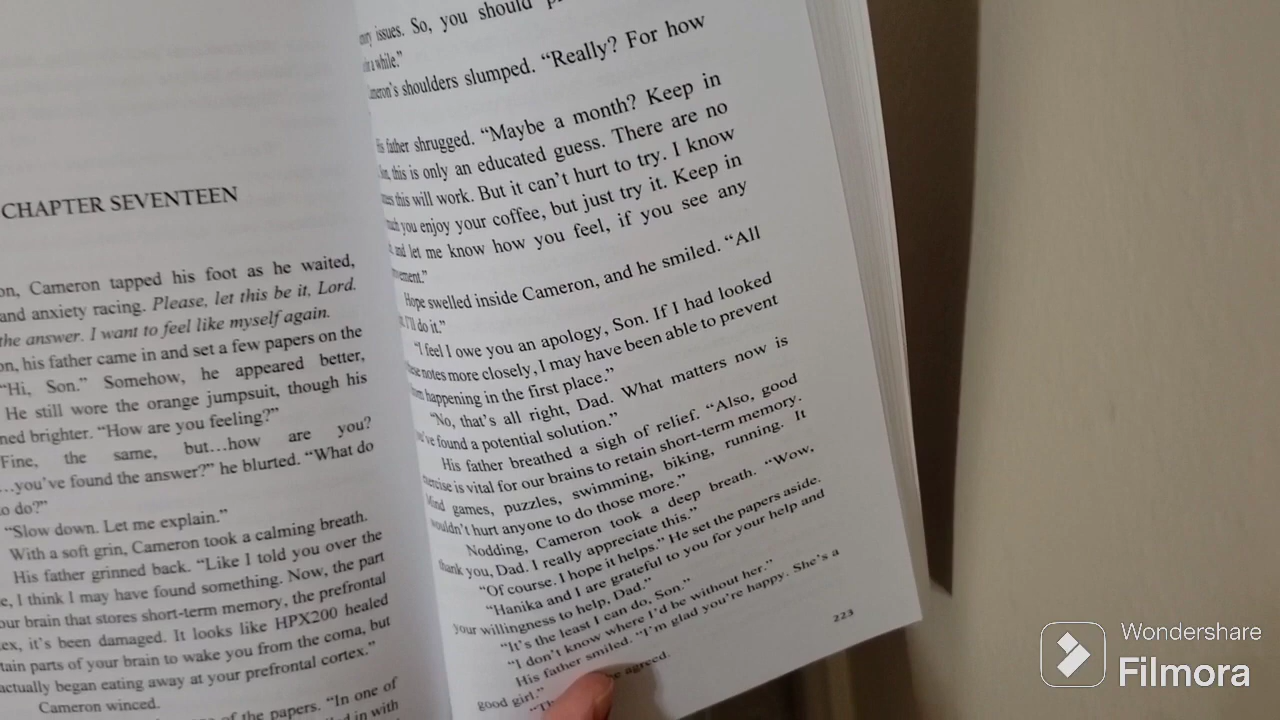 CHAPTER SEVENTEEN
on, Cameron tapped his foot as he waited,
and anxiety racing. Please, let this be it, Lord.
the answer. I want to feel like myself again.
on, his father came in and set a few papers on the
“Hi, Son.” Somehow, he appeared better,
He still wore the orange jumpsuit, though his
ned brighter. “How are you feeling?”
Fine, the same, but…how are you?
…you’ve found the answer?” he blurted. “What do
o do?”
“Slow down. Let me explain.”
With a soft grin, Cameron took a calming breath.
His father grinned back. “Like I told you over the
e, I think I may have found something. Now, the part
our brain that stores short-term memory, the prefrontal
ex, it’s been damaged. It looks like HPX200 healed
tain parts of your brain to wake you from the coma, but
actually began eating away at your prefrontal cortex.”
Cameron winced.
of the papers. “In one of
issues. So, you should
a while.”
meron’s shoulders slumped. “Really? For how
His father shrugged. “Maybe a month? Keep in
this is only an educated guess. There are no
this will work. But it can’t hurt to try. I know
you enjoy your coffee, but just try it. Keep in
and let me know how you feel, if you see any
vement.”
Hope swelled inside Cameron, and he smiled. “All
I’ll do it.”
“I feel I owe you an apology, Son. If I had looked
notes more closely, I may have been able to prevent
happening in the first place.”
“No, that’s all right, Dad. What matters now is
you’ve found a potential solution.”
His father breathed a sigh of relief. “Also, good
exercise is vital for our brains to retain short-term memory.
Mind games, puzzles, swimming, biking, running. It
wouldn’t hurt anyone to do those more.”
Nodding, Cameron took a deep breath. “Wow,
thank you, Dad. I really appreciate this.”
“Of course. I hope it helps.” He set the papers aside.
“Hanika and I are grateful to you for your help and
your willingness to help, Dad.”
“It’s the least I can do, Son.”
“I don’t know where I’d be without her.”
His father smiled. “I’m glad you’re happy. She’s a
good girl.”
agreed.
223
Wondershare
Filmora